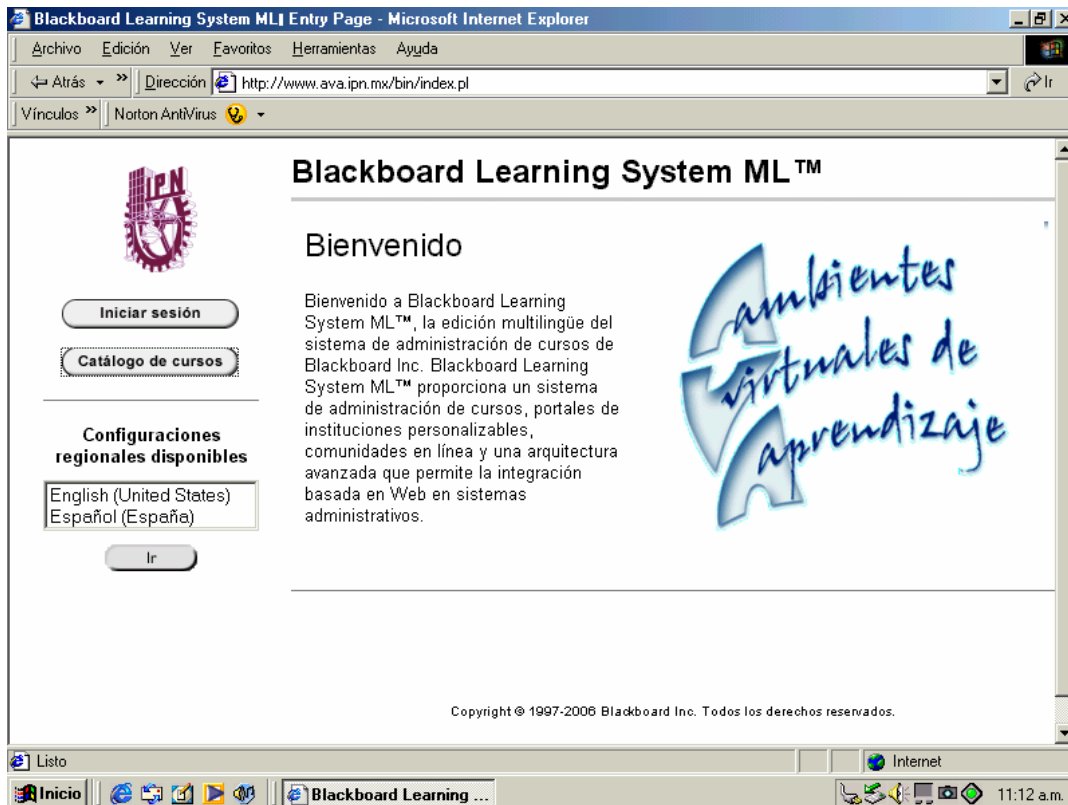 Blackboard Learning System ML‖ Entry Page - Microsoft Internet Explorer
Archivo Edición Ver Favoritos Herramientas Ayuda
Atrás » Dirección http://www.ava.ipn.mx/bin/index.pl Ir
Vínculos » Norton AntiVirus
IPN
Iniciar sesión
Catálogo de cursos
Configuraciones
regionales disponibles
English (United States)
Español (España)
Ir
Blackboard Learning System ML™
Bienvenido
Bienvenido a Blackboard Learning
System ML™, la edición multilingüe del
sistema de administración de cursos de
Blackboard Inc. Blackboard Learning
System ML™ proporciona un sistema
de administración de cursos, portales de
instituciones personalizables,
comunidades en línea y una arquitectura
avanzada que permite la integración
basada en Web en sistemas
administrativos.
ambientes
virtuales de
aprendizaje
Copyright © 1997-2006 Blackboard Inc. Todos los derechos reservados.
Listo Internet
Inicio Blackboard Learning ... 11:12 a.m.